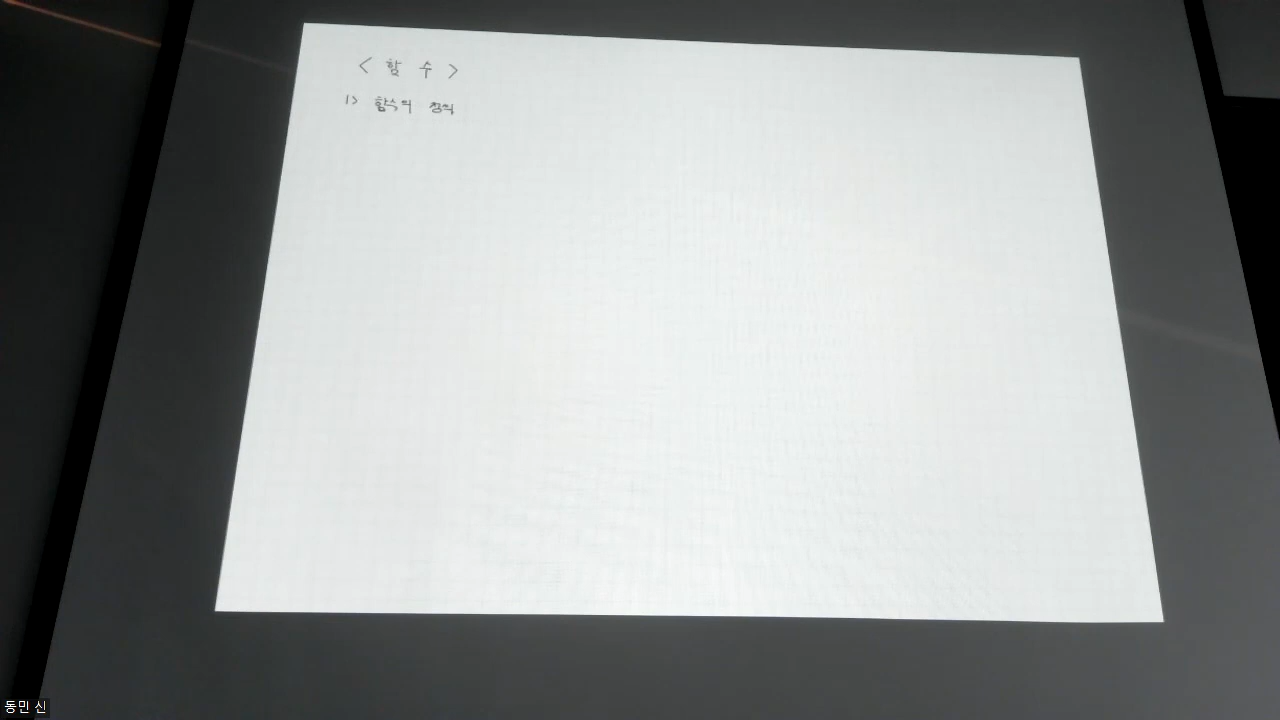 < 함 수 >
1> 함수의 정의
동민 신